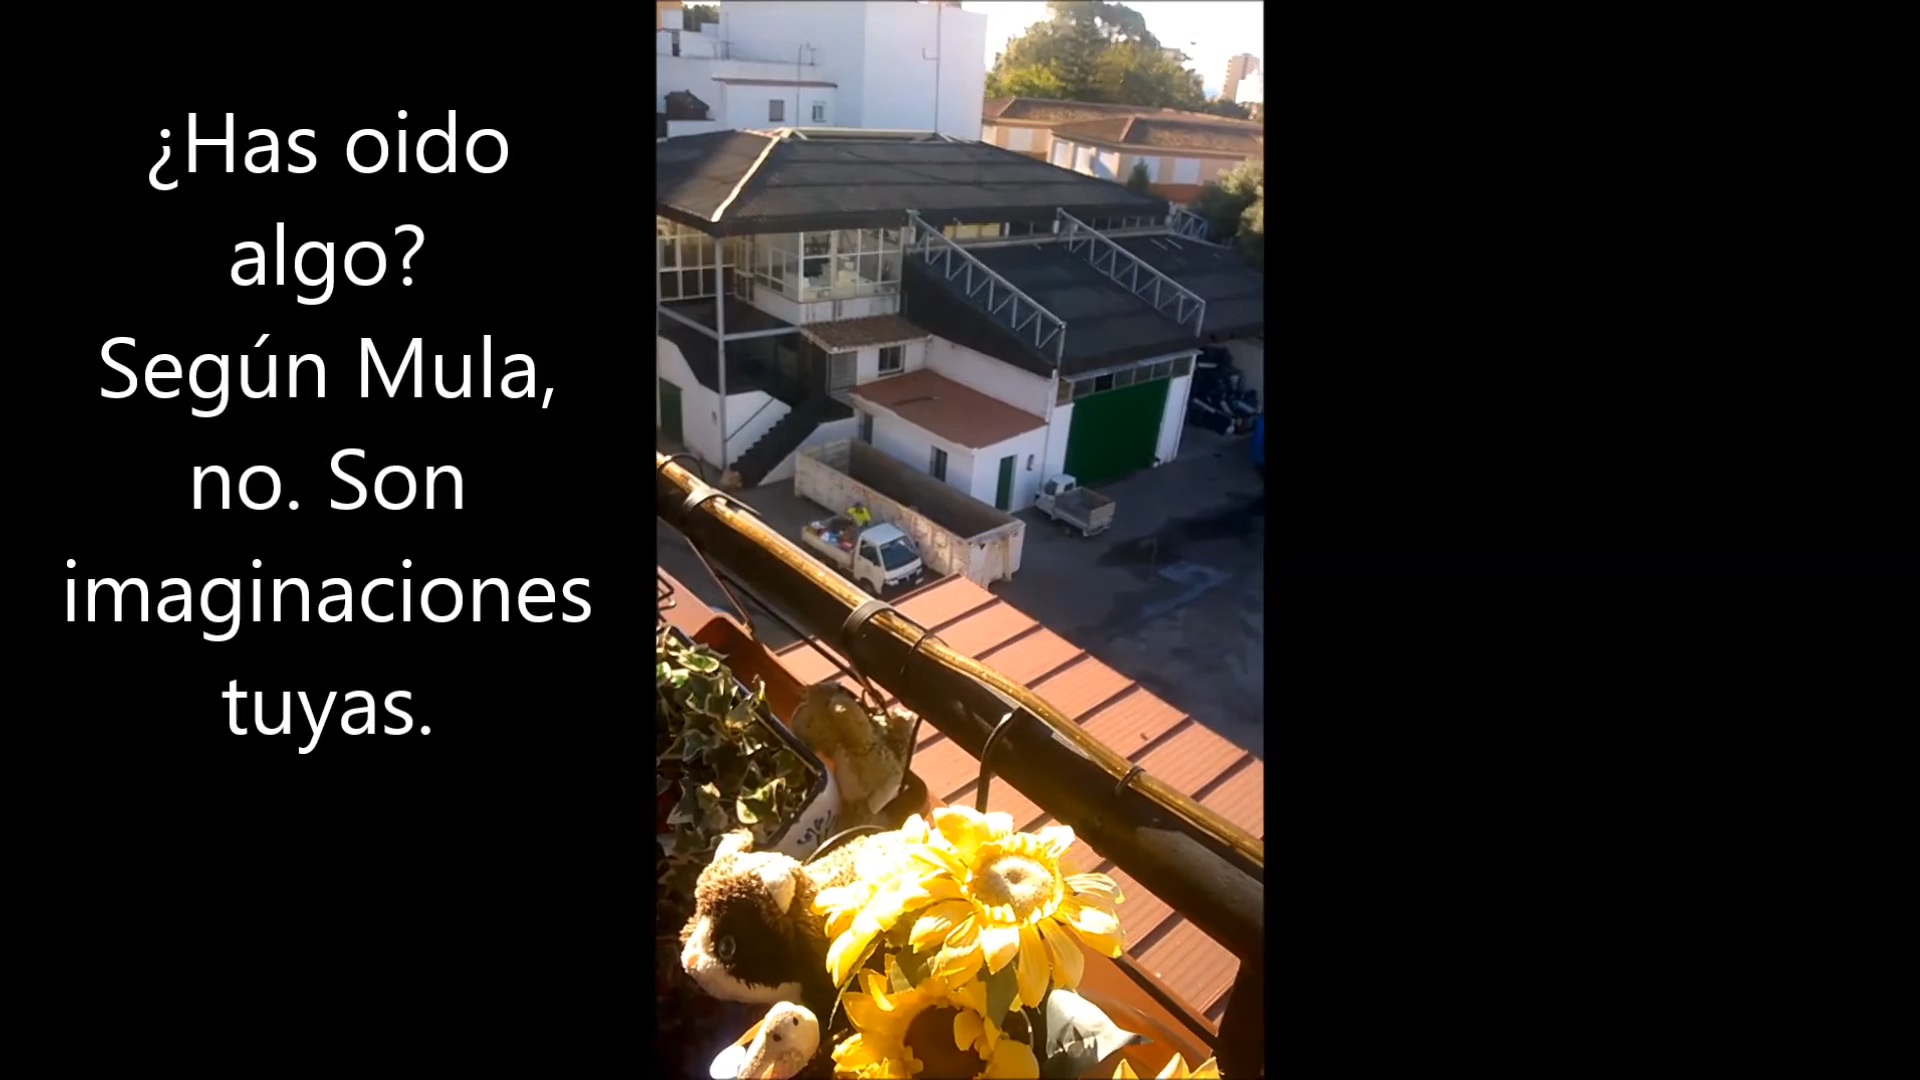 ¿Has oido
algo?
Según Mula,
no. Son
imaginaciones
tuyas.